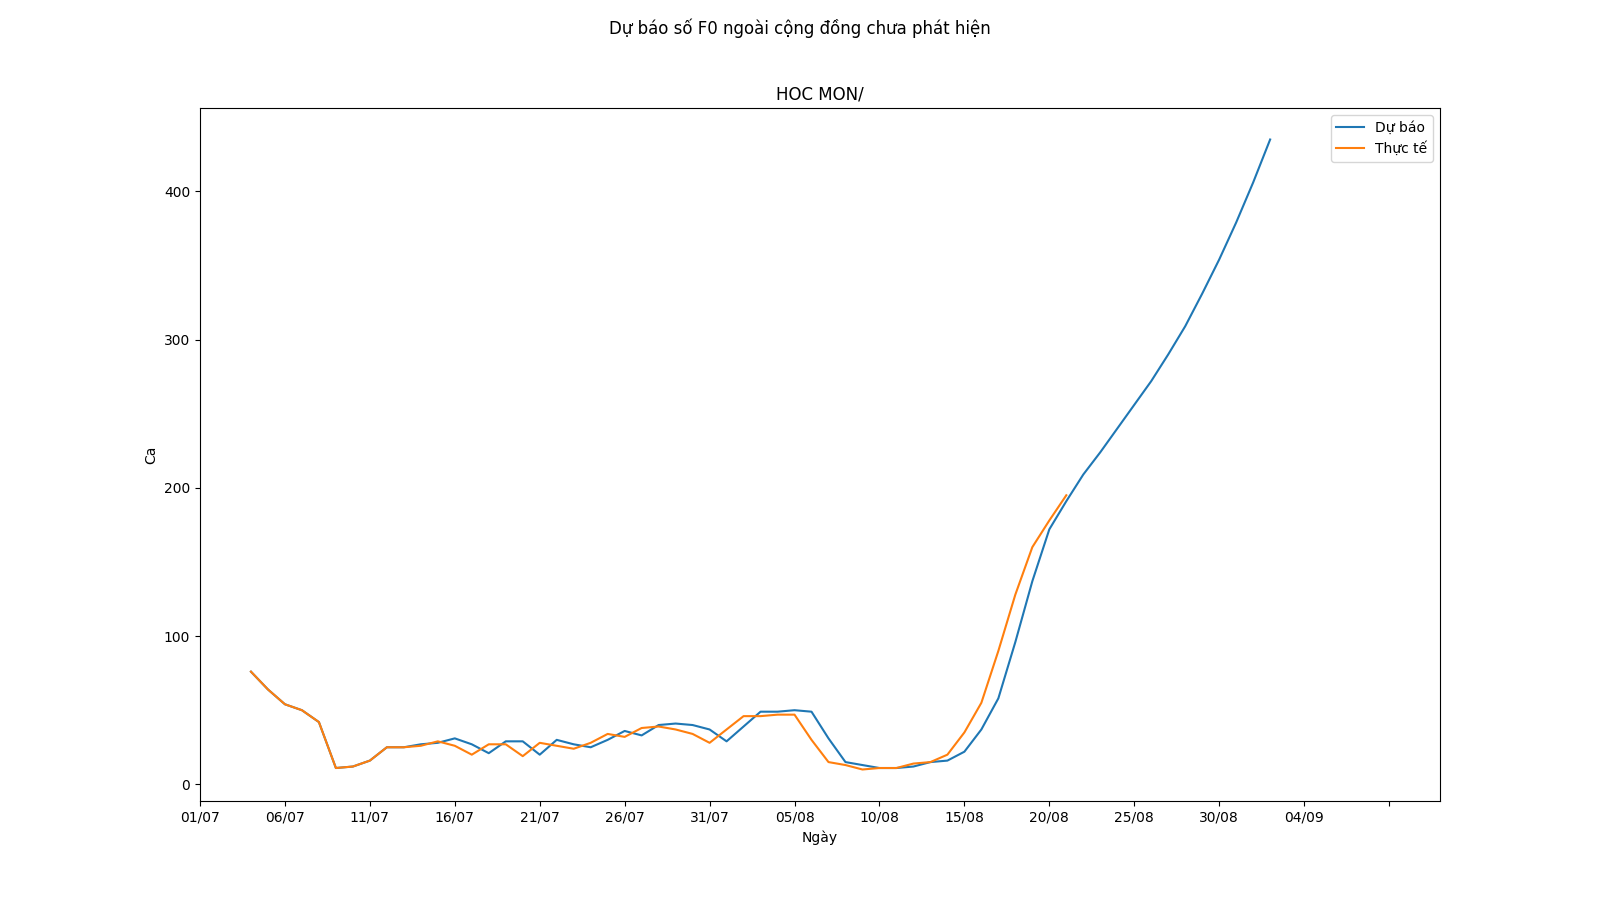 Dự báo số F0 ngoài cộng đồng chưa phát hiện
HOC MON/
Dự báo
Thực tế
400
300
200
100
0
Ca
01/07 06/07 11/07 16/07 21/07 26/07 31/07 05/08 10/08 15/08 20/08 25/08 30/08 04/09
Ngày